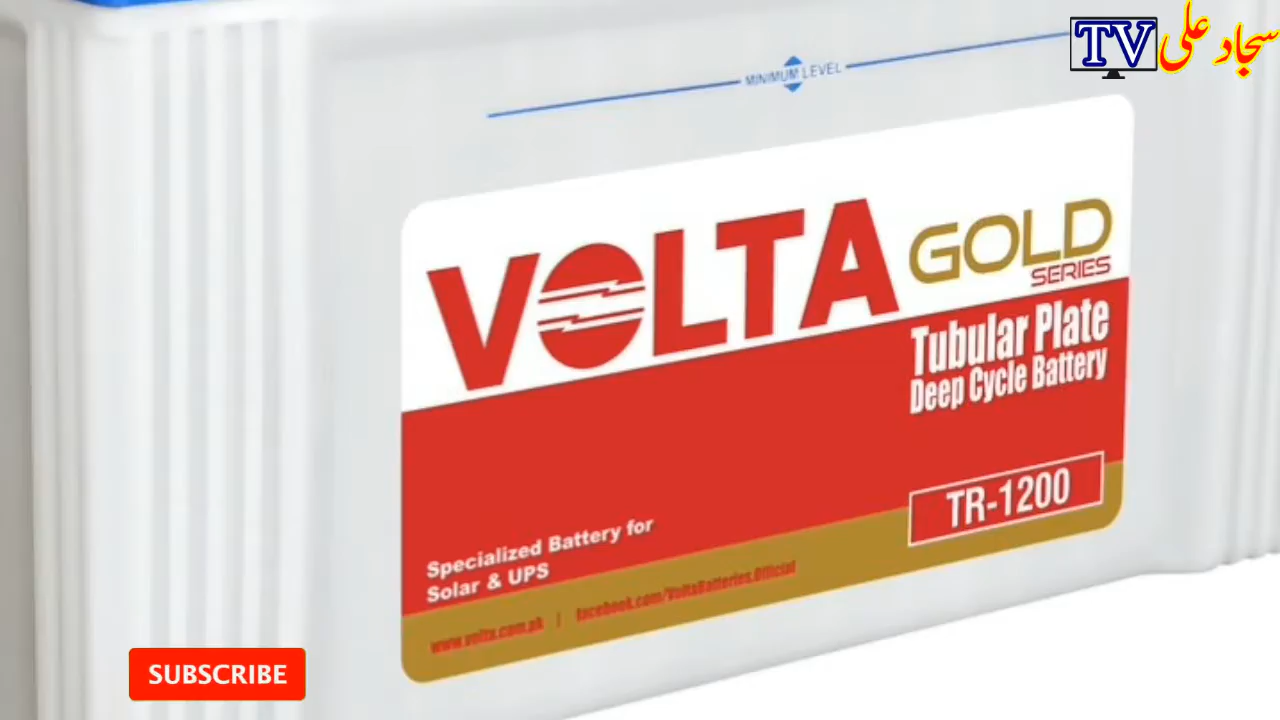 TV سجاد علی
MINIMUM LEVEL
VOLTA GOLD
SERIES
Tubular Plate
Deep Cycle Battery
TR-1200
Specialized Battery for
Solar & UPS
www.volta.com.pk | facebook.com/VoltaBatteries.Official
SUBSCRIBE